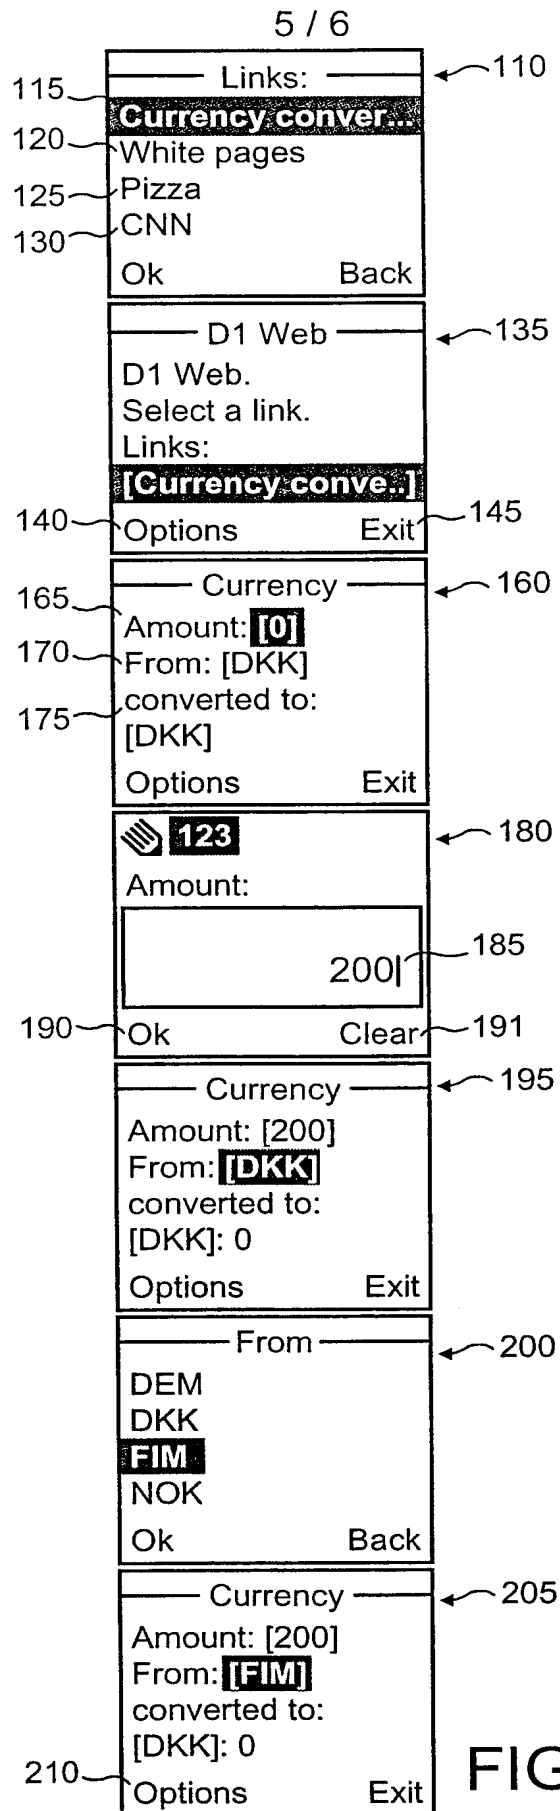 5 / 6
Links: 110
115
Currency conver...
120 White pages
125 Pizza
130 CNN
Ok Back
D1 Web 135
D1 Web.
Select a link.
Links:
[Currency conve..]
140 Options Exit 145
Currency 160
165 Amount: [0]
170 From: [DKK]
175 converted to:
[DKK]
Options Exit
123 180
Amount:
200 185
190 Ok Clear 191
Currency 195
Amount: [200]
From: [DKK]
converted to:
[DKK]: 0
Options Exit
From 200
DEM
DKK
FIM
NOK
Ok Back
Currency 205
Amount: [200]
From: [FIM]
converted to:
[DKK]: 0
210 Options Exit
FIG